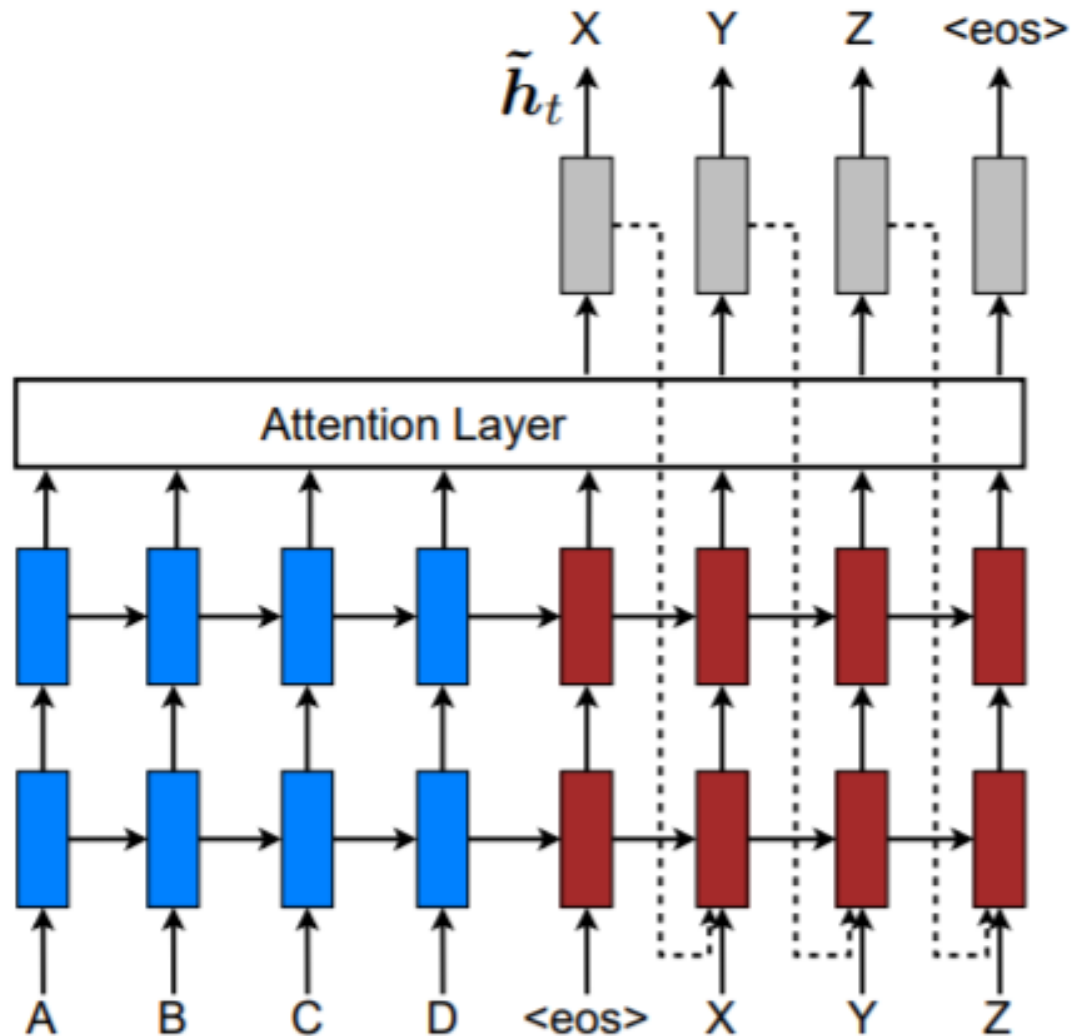 X Y Z <eos>
h̃ₜ
Attention Layer
A B C D <eos> X Y Z